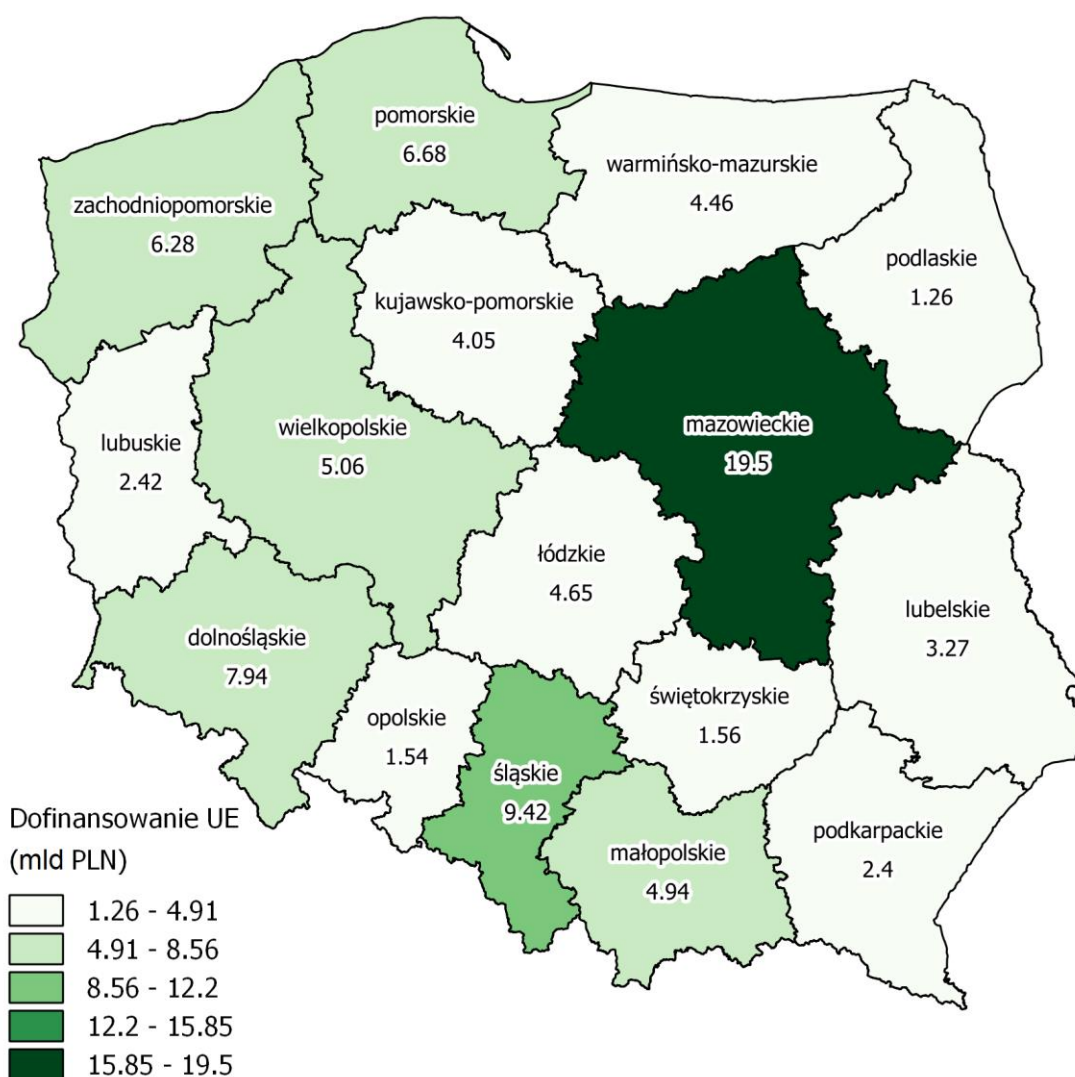 pomorskie
6.68
warmińsko-mazurskie
4.46
zachodniopomorskie
6.28
podlaskie
1.26
kujawsko-pomorskie
4.05
mazowieckie
19.5
wielkopolskie
5.06
lubuskie
2.42
łódzkie
4.65
lubelskie
3.27
dolnośląskie
7.94
świętokrzyskie
1.56
opolskie
1.54
śląskie
9.42
podkarpackie
2.4
małopolskie
4.94
Dofinansowanie UE
(mld PLN)
1.26 - 4.91
4.91 - 8.56
8.56 - 12.2
12.2 - 15.85
15.85 - 19.5